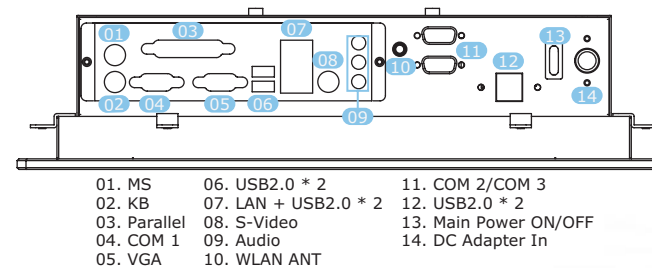 07
01
03
13
08
11
10
12
02
04
05
06
14
09
01. MS 06. USB2.0 * 2 11. COM 2/COM 3
02. KB 07. LAN + USB2.0 * 2 12. USB2.0 * 2
03. Parallel 08. S-Video 13. Main Power ON/OFF
04. COM 1 09. Audio 14. DC Adapter In
05. VGA 10. WLAN ANT